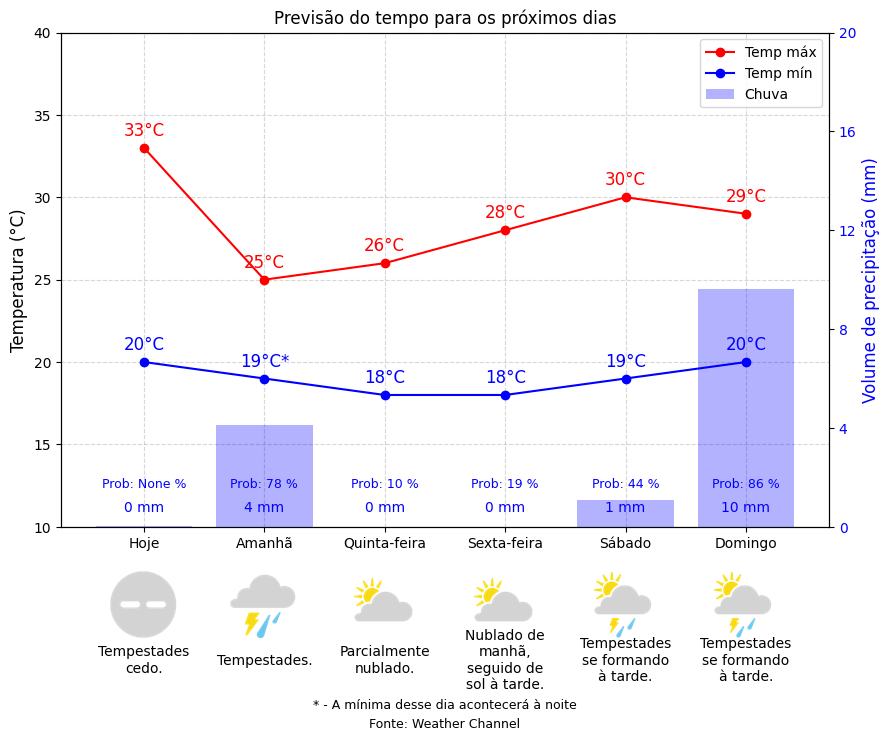 Previsão do tempo para os próximos dias
Temp máx
Temp mín
Chuva
Temperatura (°C)
Volume de precipitação (mm)
40
35
30
25
20
15
10
20
16
12
8
4
0
33°C
25°C
26°C
28°C
30°C
29°C
20°C
19°C*
18°C
18°C
19°C
20°C
Prob: None %
Prob: 78 %
Prob: 10 %
Prob: 19 %
Prob: 44 %
Prob: 86 %
0 mm
4 mm
0 mm
0 mm
1 mm
10 mm
Hoje
Amanhã
Quinta-feira
Sexta-feira
Sábado
Domingo
Tempestades
cedo.
Tempestades.
Parcialmente
nublado.
Nublado de
manhã,
seguido de
sol à tarde.
Tempestades
se formando
à tarde.
Tempestades
se formando
à tarde.
* - A mínima desse dia acontecerá à noite
Fonte: Weather Channel